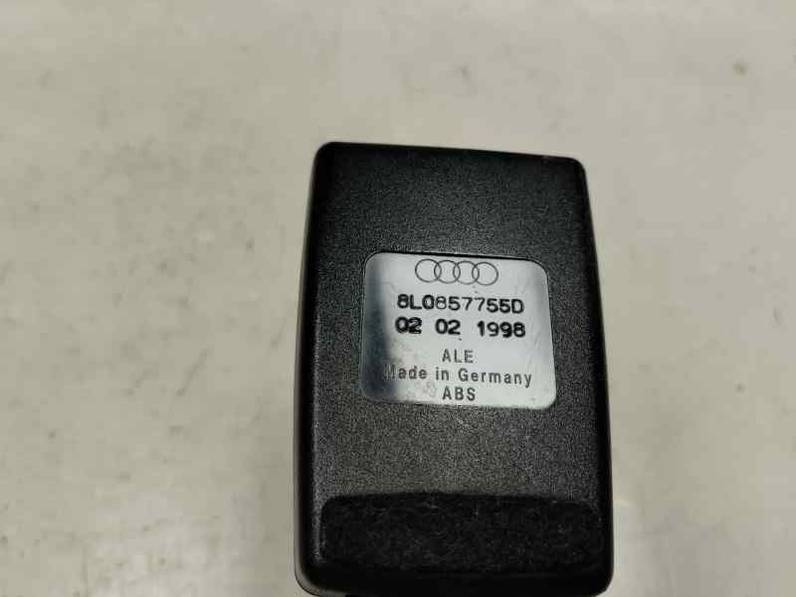 8L0857755D
02 02 1998
ALE
Made in Germany
ABS